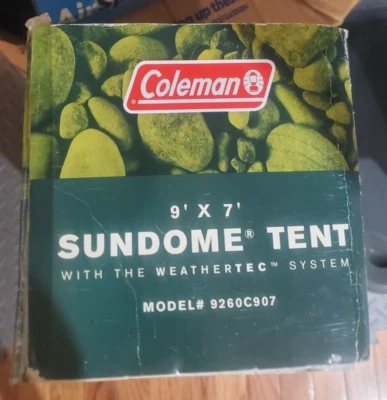 Coleman®
9' X 7'
SUNDOME® TENT
WITH THE WEATHERTEC™ SYSTEM
MODEL# 9260C907